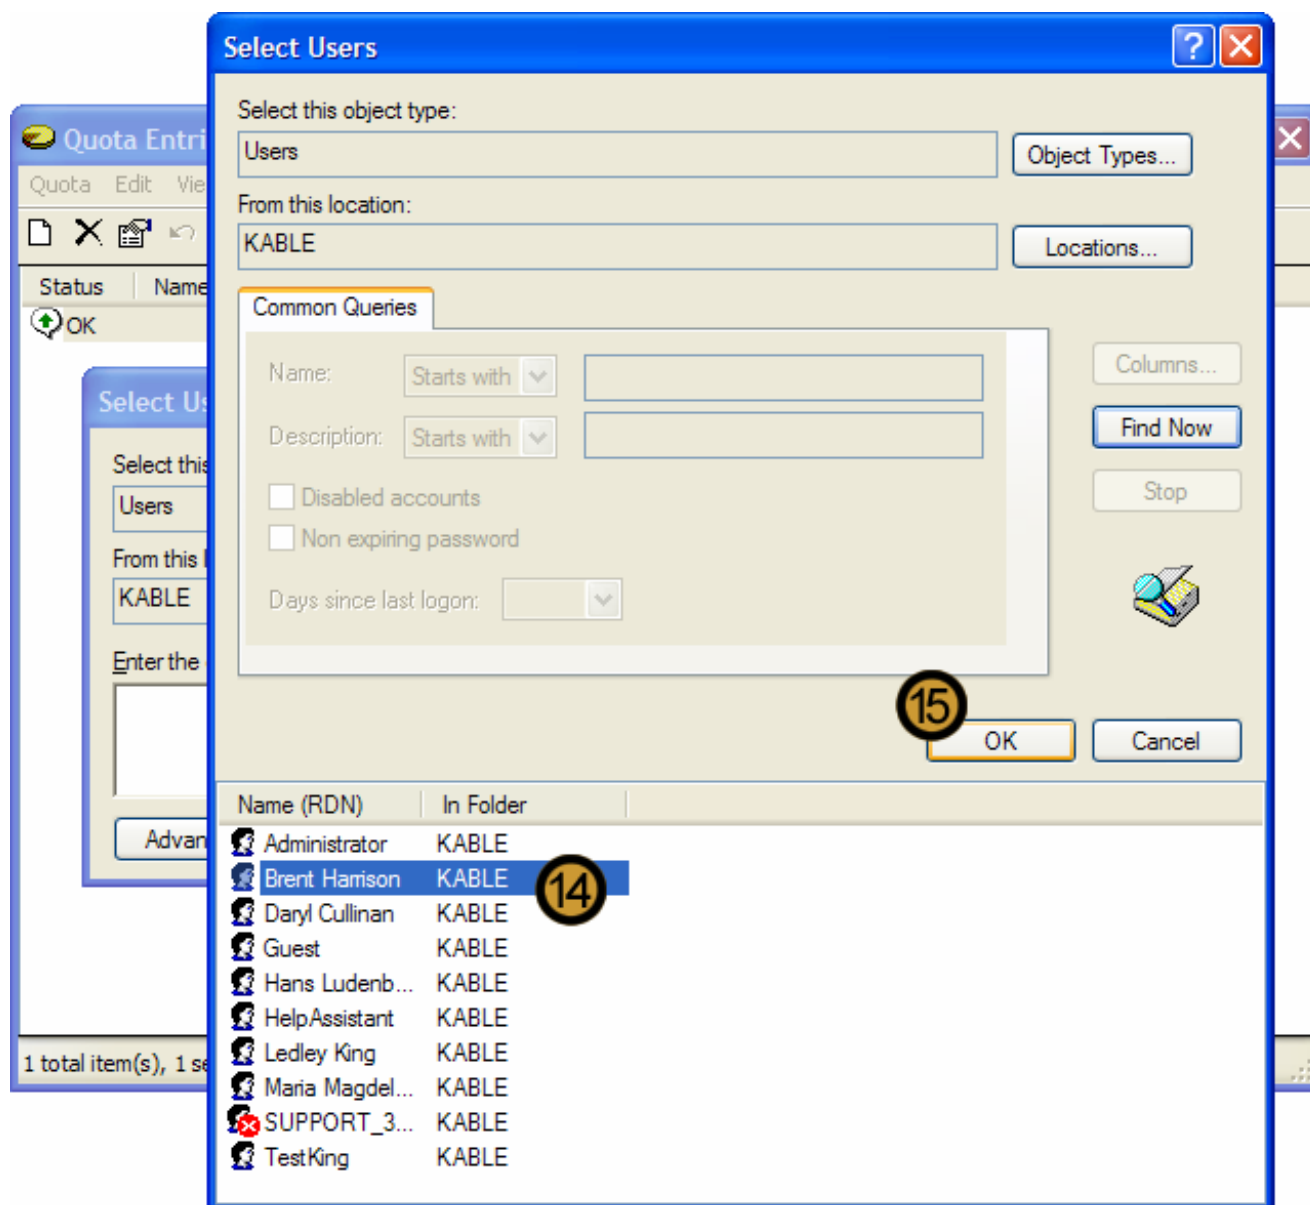 Select Users
Select this object type:
Users
Object Types...
From this location:
KABLE
Locations...
Common Queries
Name:
Starts with
Description:
Starts with
Disabled accounts
Non expiring password
Days since last logon:
Columns...
Find Now
Stop
15
OK
Cancel
Name (RDN) In Folder
Administrator KABLE
Brent Harrison KABLE
14
Daryl Cullinan KABLE
Guest KABLE
Hans Ludenb... KABLE
HelpAssistant KABLE
Ledley King KABLE
Maria Magdel... KABLE
SUPPORT_3... KABLE
TestKing KABLE
Quota Entri
Quota Edit Vie
Status Name
OK
Select Us
Select this
Users
From this l
KABLE
Enter the
Advan
1 total item(s), 1 se